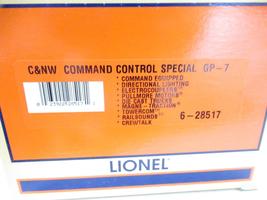 C&NW COMMAND CONTROL SPECIAL GP-7
* COMMAND EQUIPPED
* DIRECTIONAL LIGHTING
* ELECTROCOUPLERS*
* PULLMORE MOTORS*
* DIE CAST TRUCKS
* MAGNE-TRACTION*
* TOWERCOM*
* RAILSOUNDS*
* CREWTALK
6-28517
LIONEL